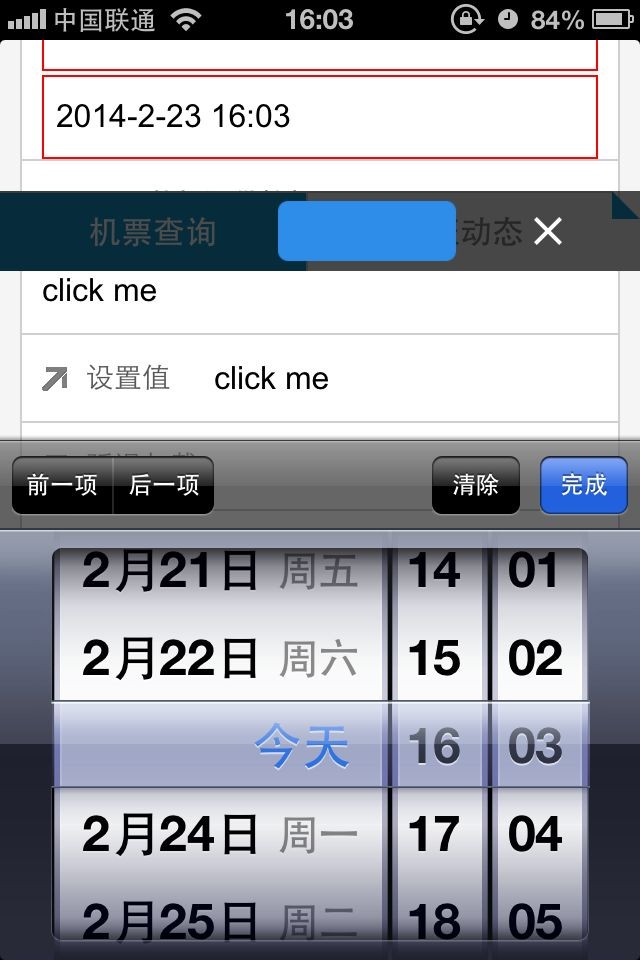 中国联通 16:03 84%
2014-2-23 16:03
机票查询 动态
click me
设置值 click me
前一项 后一项 清除 完成
2月21日 周五 14 01
2月22日 周六 15 02
今天 16 03
2月24日 周一 17 04
2月25日 周二 18 05